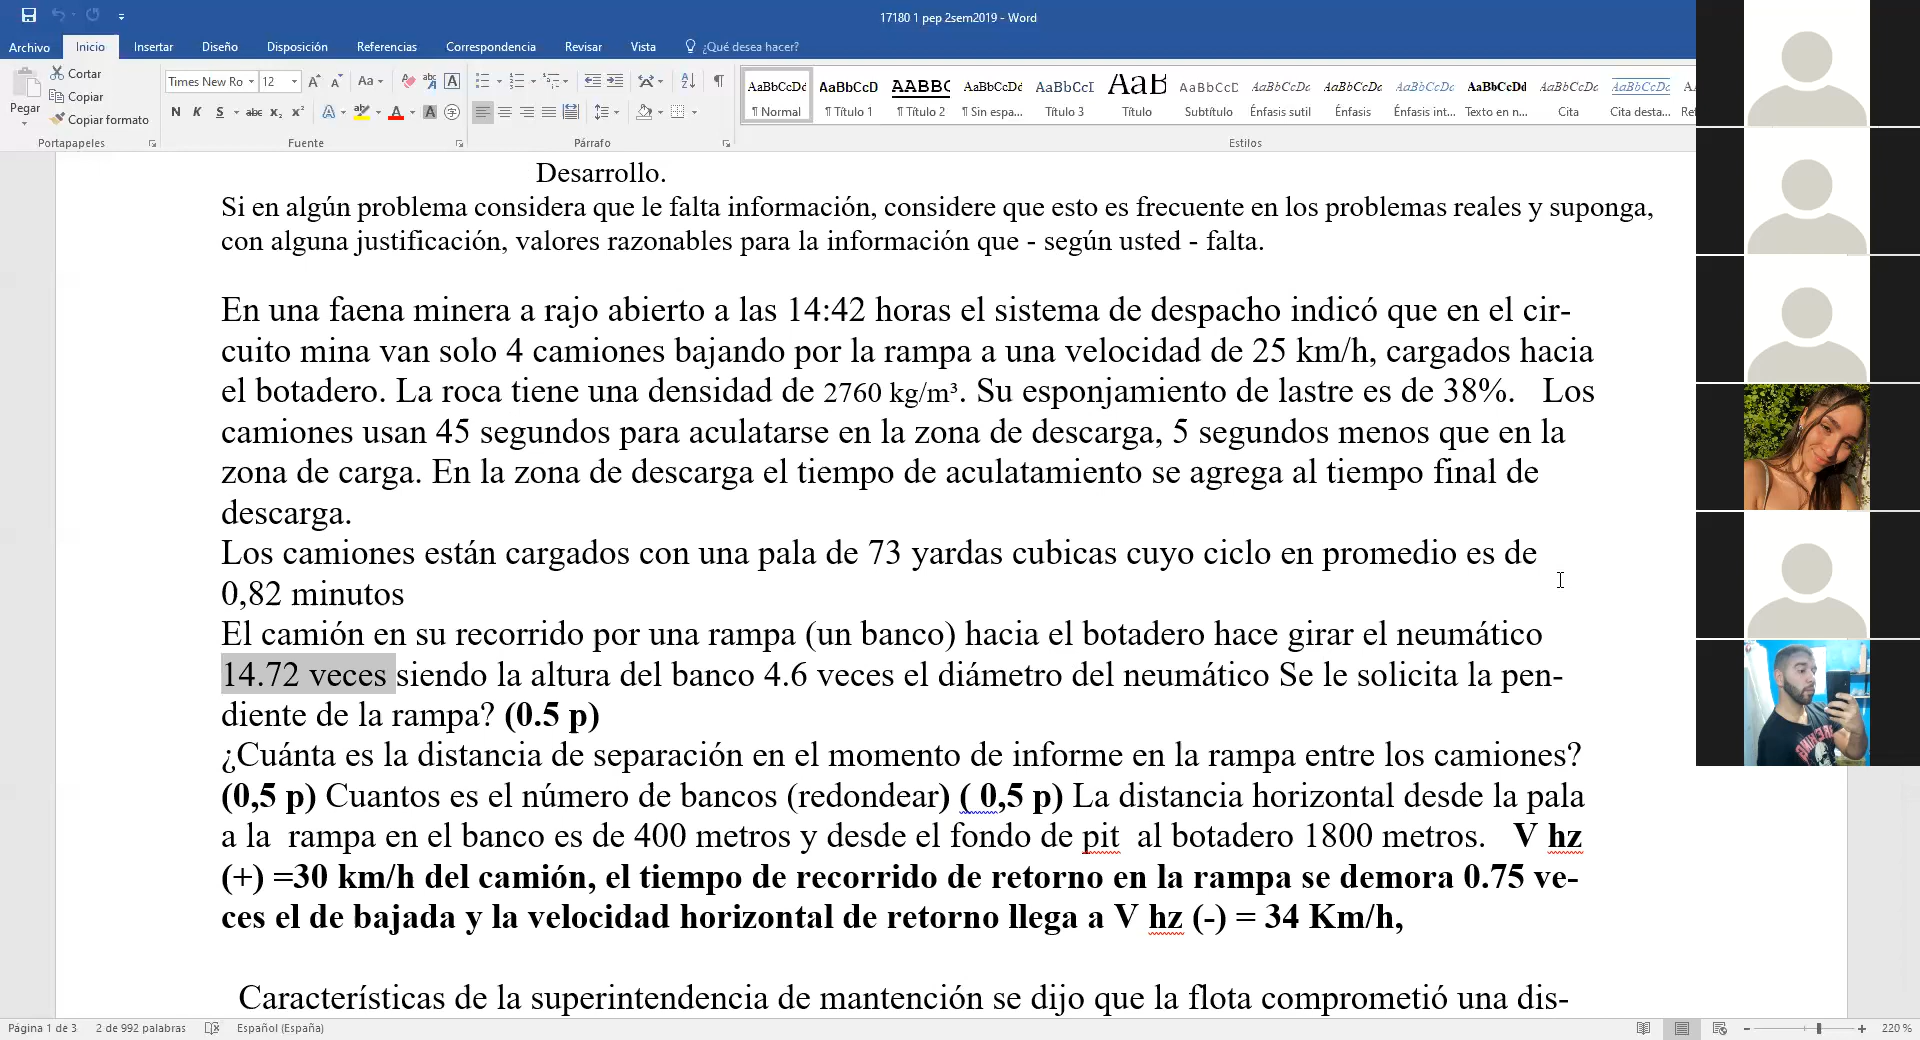 17180 1 pep 2sem2019 - Word
Archivo Inicio Insertar Diseño Disposición Referencias Correspondencia Revisar Vista ¿Qué desea hacer?
Pegar
Cortar
Copiar
Copiar formato
Portapapeles
Times New Ro 12
Aa
N K S abc x₂ x²
Fuente
Párrafo
AaBbCcDd AaBbCcD AABBC AaBbCcDd AaBbCcI AaB AaBbCcD AaBbCcDc AaBbCcDd AaBbCcDc AaBbCcDd AaBbCcDc AaBbCcDc
¶ Normal ¶ Título 1 ¶ Título 2 ¶ Sin espa... Título 3 Título Subtítulo Énfasis sutil Énfasis Énfasis int... Texto en n... Cita Cita desta...
Estilos
Desarrollo.
Si en algún problema considera que le falta información, considere que esto es frecuente en los problemas reales y suponga,
con alguna justificación, valores razonables para la información que - según usted - falta.
En una faena minera a rajo abierto a las 14:42 horas el sistema de despacho indicó que en el cir-
cuito mina van solo 4 camiones bajando por la rampa a una velocidad de 25 km/h, cargados hacia
el botadero. La roca tiene una densidad de 2760 kg/m³. Su esponjamiento de lastre es de 38%. Los
camiones usan 45 segundos para aculatarse en la zona de descarga, 5 segundos menos que en la
zona de carga. En la zona de descarga el tiempo de aculatamiento se agrega al tiempo final de
descarga.
Los camiones están cargados con una pala de 73 yardas cubicas cuyo ciclo en promedio es de
0,82 minutos
El camión en su recorrido por una rampa (un banco) hacia el botadero hace girar el neumático
14.72 veces siendo la altura del banco 4.6 veces el diámetro del neumático Se le solicita la pen-
diente de la rampa? (0.5 p)
¿Cuánta es la distancia de separación en el momento de informe en la rampa entre los camiones?
(0,5 p) Cuantos es el número de bancos (redondear) ( 0,5 p) La distancia horizontal desde la pala
a la rampa en el banco es de 400 metros y desde el fondo de pit al botadero 1800 metros. V hz
(+) =30 km/h del camión, el tiempo de recorrido de retorno en la rampa se demora 0.75 ve-
ces el de bajada y la velocidad horizontal de retorno llega a V hz (-) = 34 Km/h,
Características de la superintendencia de mantención se dijo que la flota comprometió una dis-
Página 1 de 3 2 de 992 palabras Español (España) 220 %